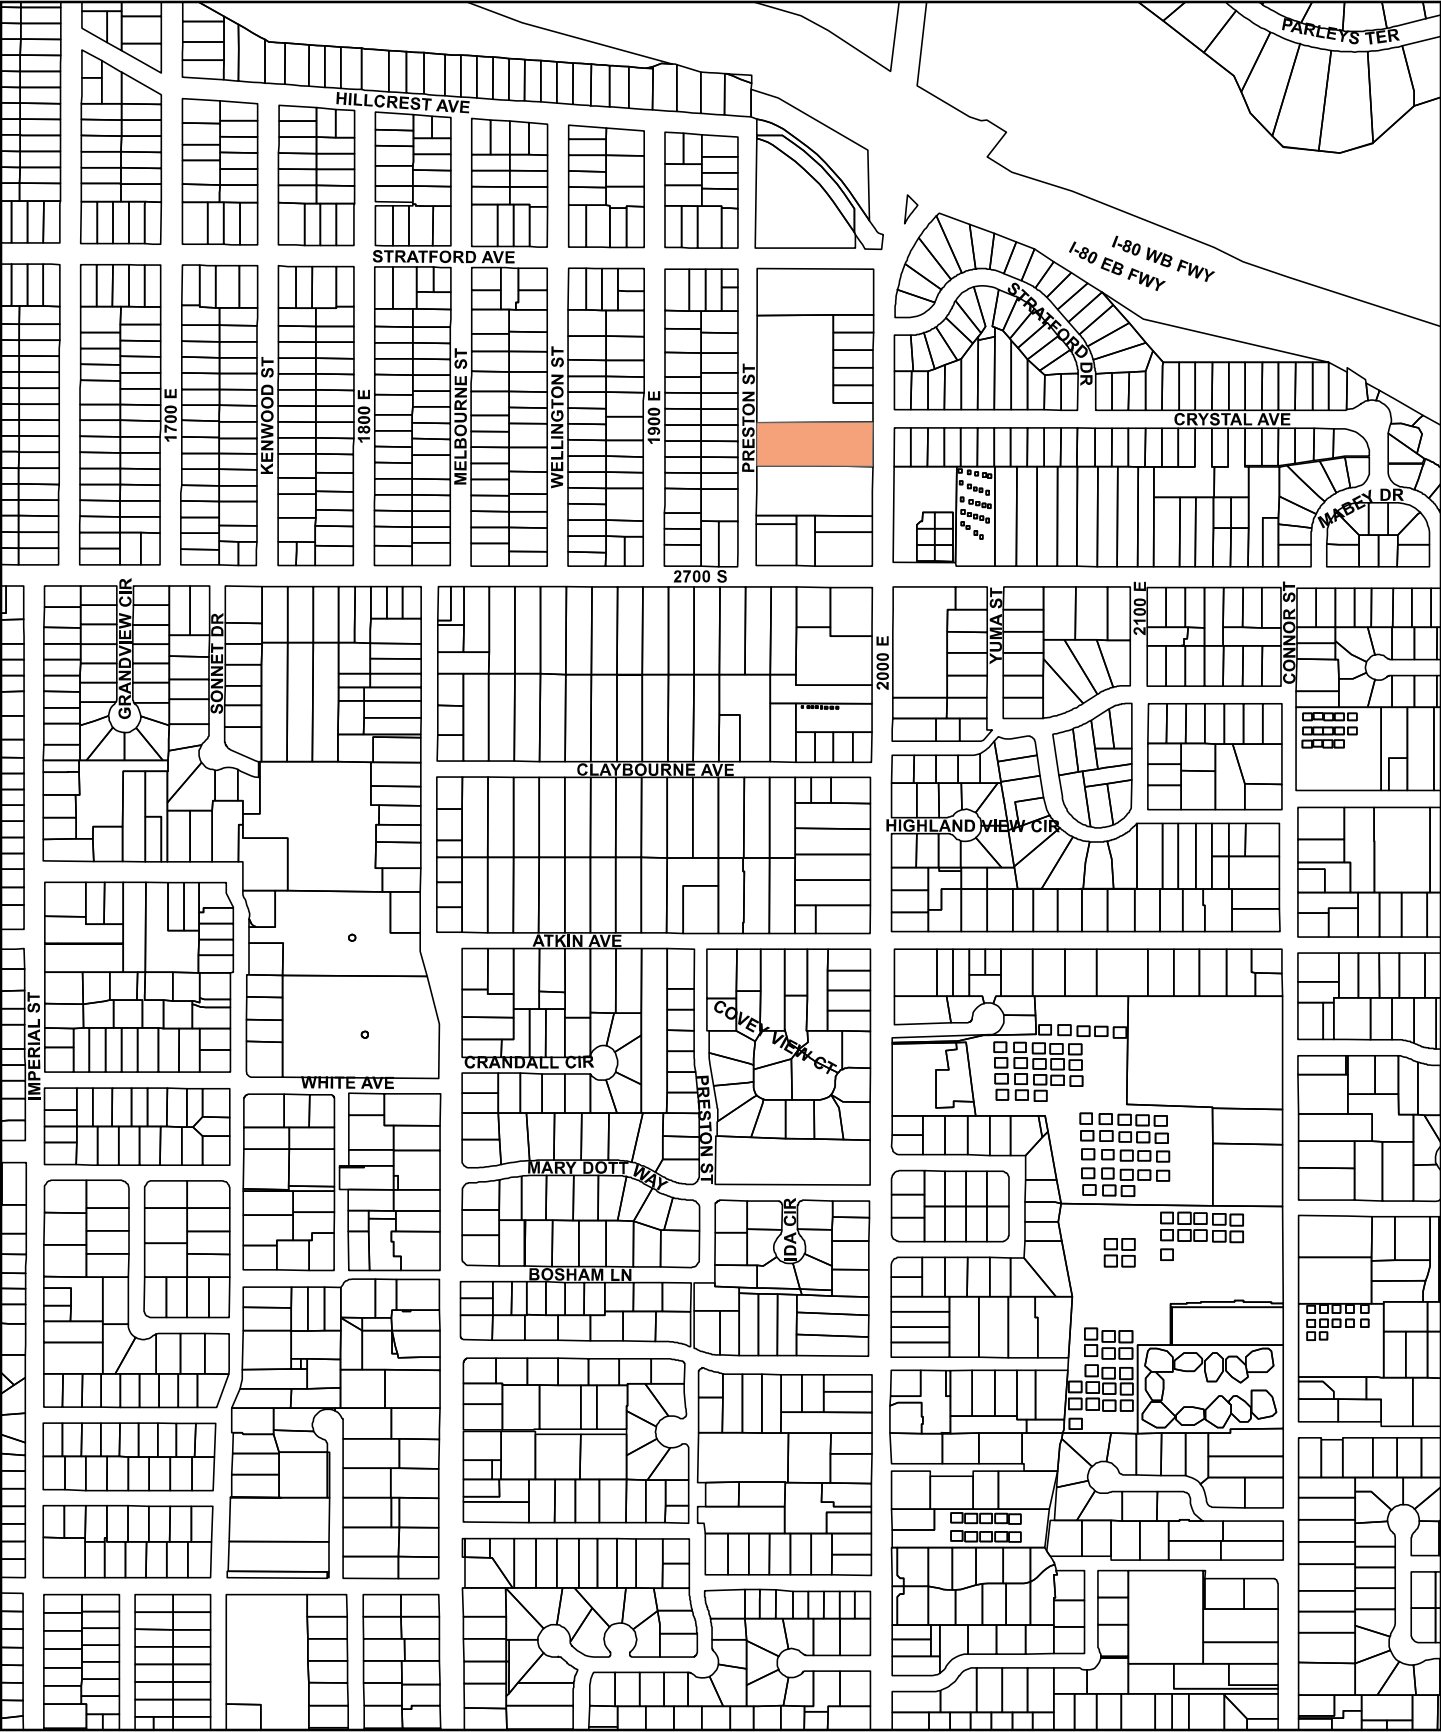 PARLEYS TER
HILLCREST AVE
STRATFORD AVE
I-80 WB FWY
I-80 EB FWY
STRATFORD DR
1700 E
KENWOOD ST
1800 E
MELBOURNE ST
WELLINGTON ST
1900 E
PRESTON ST
CRYSTAL AVE
MABEY DR
2700 S
GRANDVIEW CIR
SONNET DR
2000 E
YUMA ST
2100 E
CONNOR ST
CLAYBOURNE AVE
HIGHLAND VIEW CIR
ATKIN AVE
IMPERIAL ST
COVEY VIEW CT
CRANDALL CIR
WHITE AVE
PRESTON ST
MARY DOTT WAY
IDA CIR
BOSHAM LN